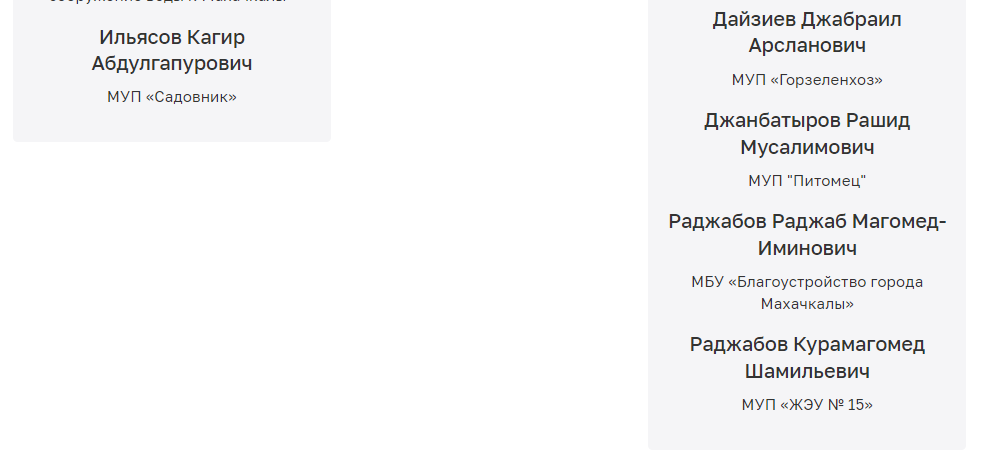 Ильясов Кагир
Абдулгапурович
МУП «Садовник»
Дайзиев Джабраил
Арсланович
МУП «Горзеленхоз»
Джанбатыров Рашид
Мусалимович
МУП "Питомец"
Раджабов Раджаб Магомед-
Иминович
МБУ «Благоустройство города
Махачкалы»
Раджабов Курамагомед
Шамильевич
МУП «ЖЭУ № 15»